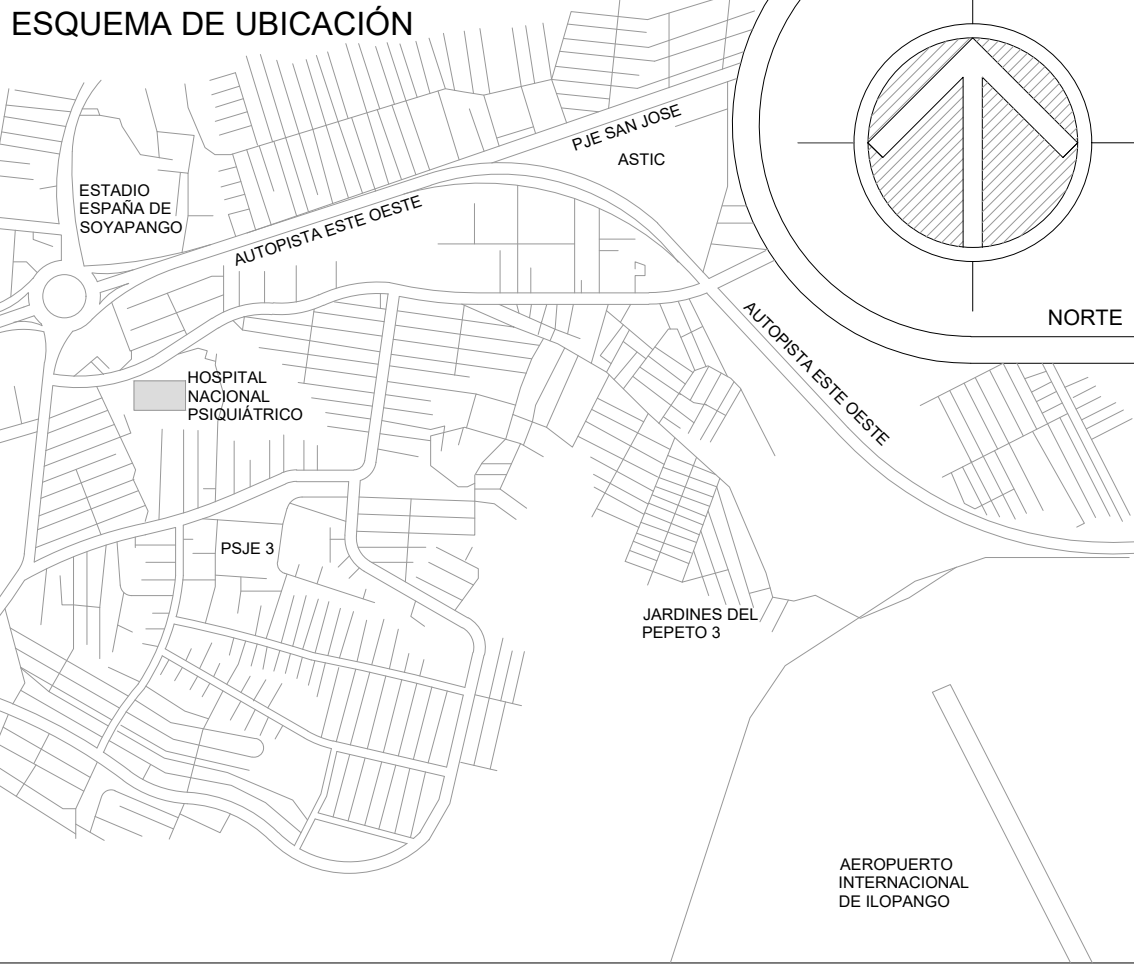 ESQUEMA DE UBICACIÓN
PJE SAN JOSE
ASTIC
ESTADIO
ESPAÑA DE
SOYAPANGO
AUTOPISTA ESTE OESTE
NORTE
AUTOPISTA ESTE OESTE
HOSPITAL
NACIONAL
PSIQUIÁTRICO
PSJE 3
JARDINES DEL
PEPETO 3
AEROPUERTO
INTERNACIONAL
DE ILOPANGO